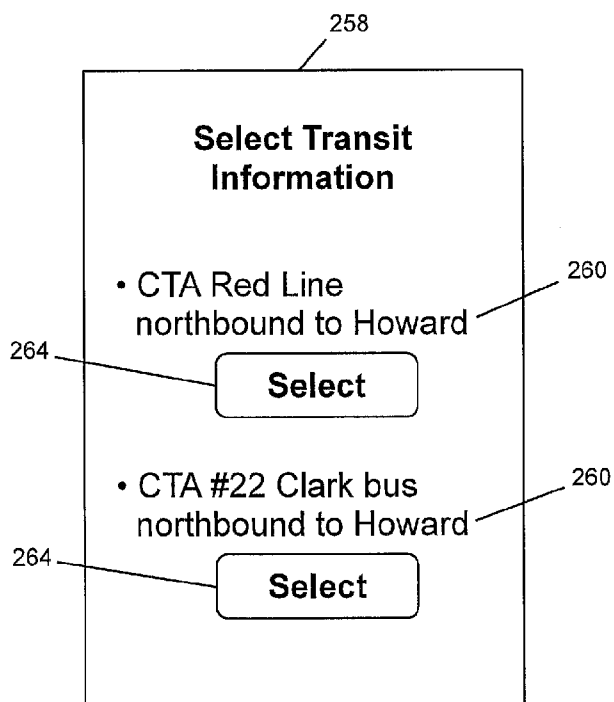 258
Select Transit
Information
• CTA Red Line
northbound to Howard
260
264
Select
• CTA #22 Clark bus
northbound to Howard
260
264
Select